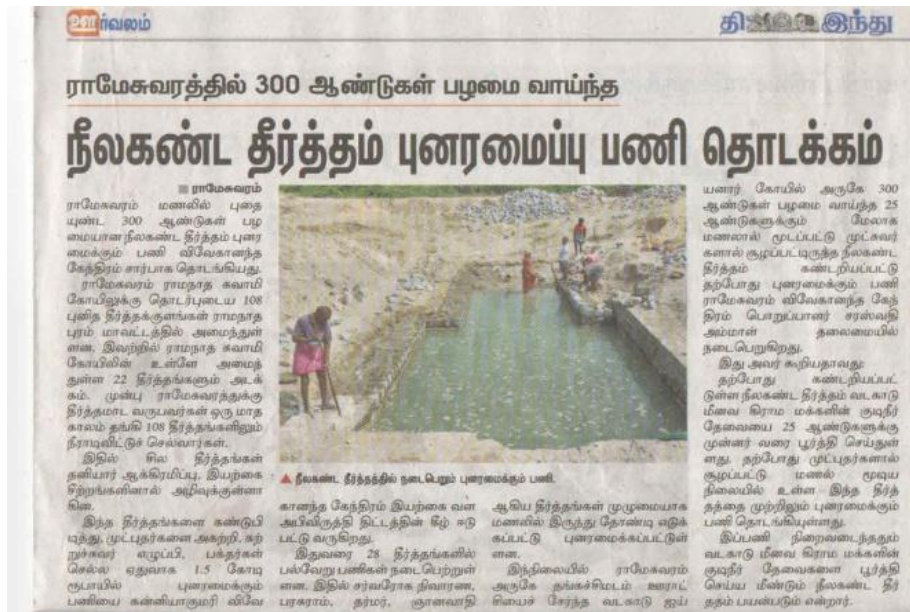 ஊர்வலம்
தி இந்து
ராமேசுவரத்தில் 300 ஆண்டுகள் பழமை வாய்ந்த
நீலகண்ட தீர்த்தம் புனரமைப்பு பணி தொடக்கம்
■ ராமேசுவரம்
ராமேசுவரம் மணலில் புதை
யுண்ட 300 ஆண்டுகள் பழ
மையான நீலகண்ட தீர்த்தம் புனர
மைக்கும் பணி விவேகானந்த
கேந்திரம் சார்பாக தொடங்கியது.
ராமேசுவரம் ராமநாத சுவாமி
கோயிலுக்கு தொடர்புடைய 108
புனித தீர்த்தக்குளங்கள் ராமநாத
புரம் மாவட்டத்தில் அமைந்துள்
ளன. இவற்றில் ராமநாத சுவாமி
கோயிலின் உள்ளே அமைந்
துள்ள 22 தீர்த்தங்களும் அடக்
கம். முன்பு ராமேசுவரத்துக்கு
தீர்த்தமாட வருபவர்கள் ஒரு மாத
காலம் தங்கி 108 தீர்த்தங்களிலும்
நீராடிவிட்டுச் செல்வார்கள்.
இதில் சில தீர்த்தங்கள்
தனியார் ஆக்கிரமிப்பு, இயற்கை
சீற்றங்களினால் அழிவுக்குள்ளா
கின.
இந்த தீர்த்தங்களை கண்டுபி
டித்து, முட்புதர்களை அகற்றி, சுற்
றுச்சுவர் எழுப்பி, பக்தர்கள்
செல்ல ஏதுவாக 1.5 கோடி
ரூபாயில் புனரமைக்கும்
பணியை கன்னியாகுமரி விவே
▲ நீலகண்ட தீர்த்தத்தில் நடைபெறும் புனரமைக்கும் பணி.
கானந்த கேந்திரம் இயற்கை வள
அபிவிருத்தி திட்டத்தின் கீழ் ஈடு
பட்டு வருகிறது.
இதுவரை 28 தீர்த்தங்களில்
பல்வேறு பணிகள் நடைபெற்றுள்
ளன. இதில் சர்வரோக நிவாரண,
பரசுராம், தர்மர், ஞானவாதி
ஆகிய தீர்த்தங்கள் முழுமையாக
மணலில் இருந்து தோண்டி எடுக்
கப்பட்டு புனரமைக்கப்பட்டுள்
ளன.
இந்நிலையில் ராமேசுவரம்
அருகே தங்கச்சிமடம் ஊராட்
சியைச் சேர்ந்த வடகாடு ஐய்
யனார் கோயில் அருகே 300
ஆண்டுகள் பழமை வாய்ந்த 25
ஆண்டுகளுக்கும் மேலாக
மணலால் மூடப்பட்டு முட்சுவர்
களால் சூழப்பட்டிருந்த நீலகண்ட
தீர்த்தம் கண்டறியப்பட்டு
தற்போது புனரமைக்கும் பணி
ராமேசுவரம் விவேகானந்த கேந்
திரம் பொறுப்பாளர் சரஸ்வதி
அம்மாள் தலைமையில்
நடைபெறுகிறது.
இது அவர் கூறியதாவது:
தற்போது கண்டறியப்பட்
டுள்ள நீலகண்ட தீர்த்தம் வடகாடு
மீனவ கிராம மக்களின் குடிநீர்
தேவையை 25 ஆண்டுகளுக்கு
முன்னர் வரை பூர்த்தி செய்துள்
ளது. தற்போது முட்புதர்களால்
சூழப்பட்டு மணல் மூடிய
நிலையில் உள்ள இந்த தீர்த்
தத்தை முற்றிலும் புனரமைக்கும்
பணி தொடங்கியுள்ளது.
இப்பணி நிறைவடைந்ததும்
வடகாடு மீனவ கிராம மக்களின்
குடிநீர் தேவைகளை பூர்த்தி
செய்ய மீண்டும் நீலகண்ட தீர்
த்தம் பயன்படும் என்றார்.